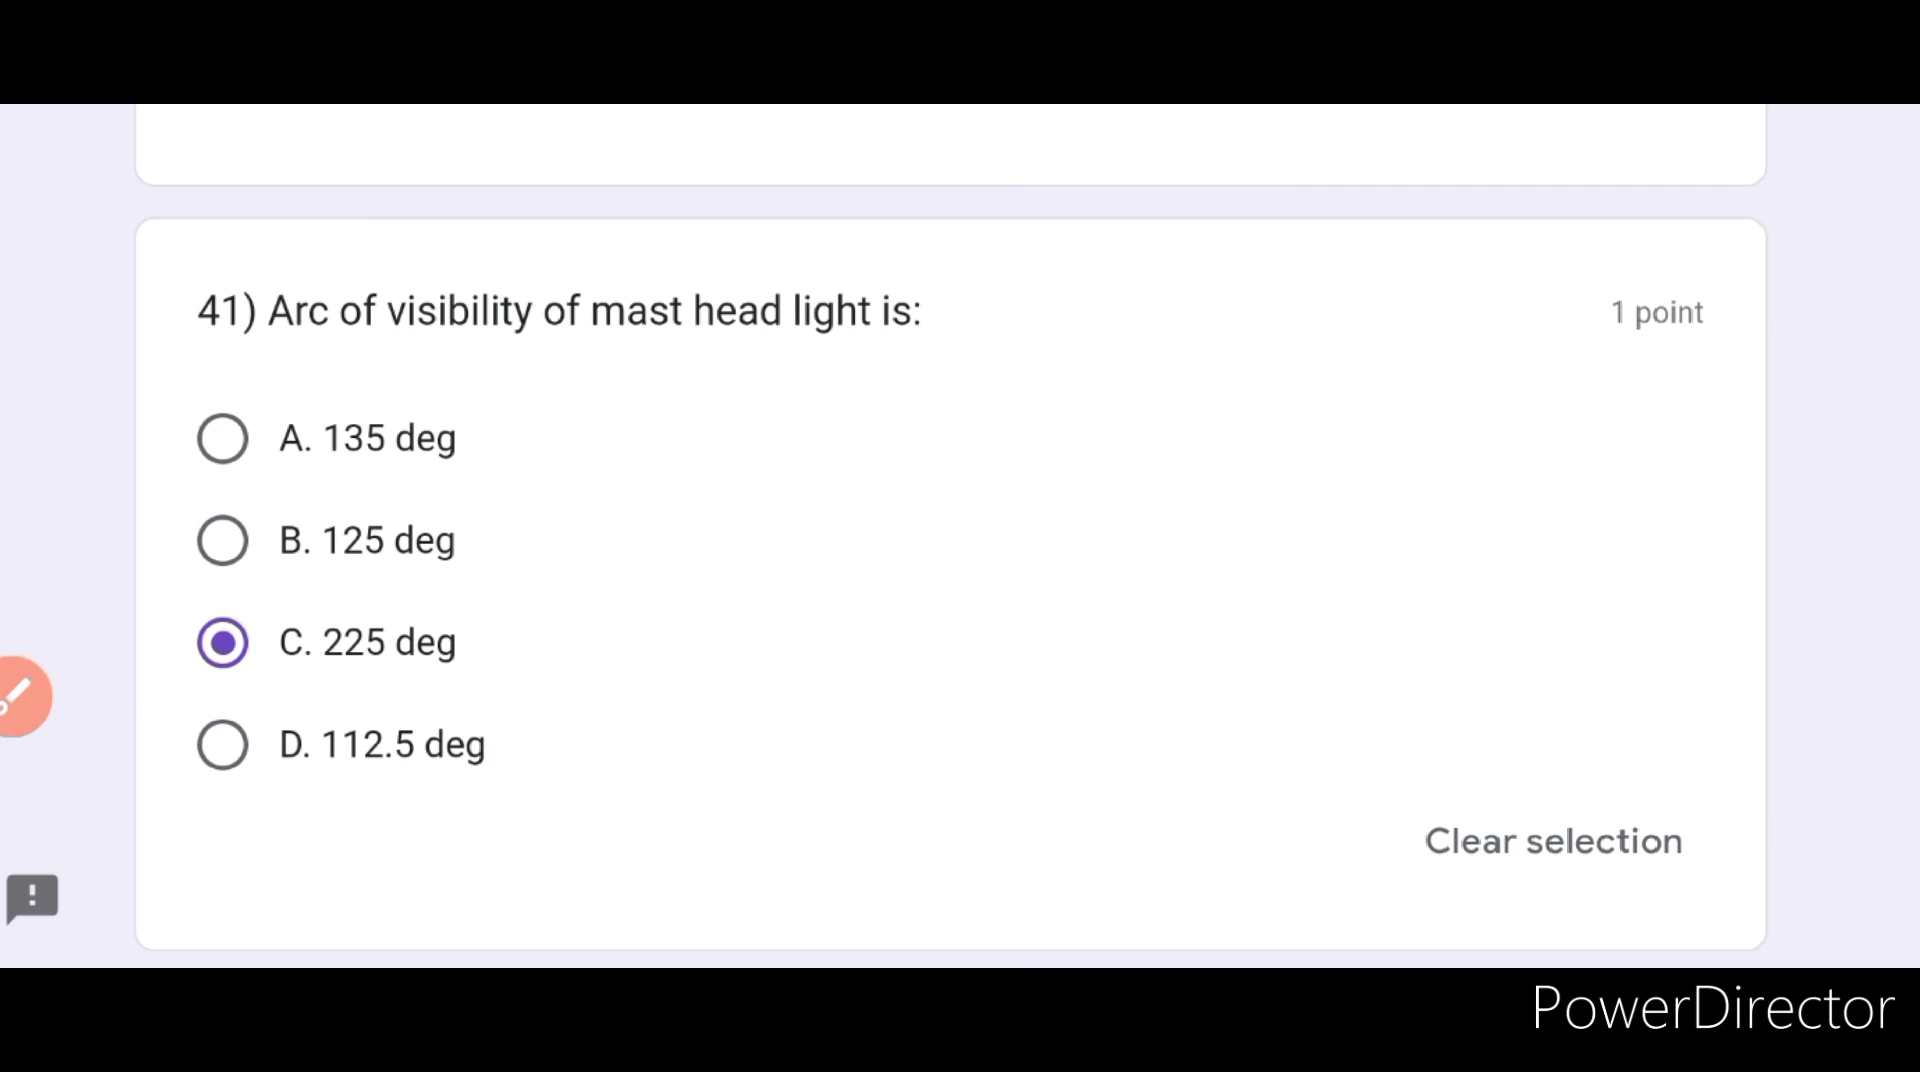 41) Arc of visibility of mast head light is:
1 point
A. 135 deg
B. 125 deg
C. 225 deg
D. 112.5 deg
Clear selection
PowerDirector